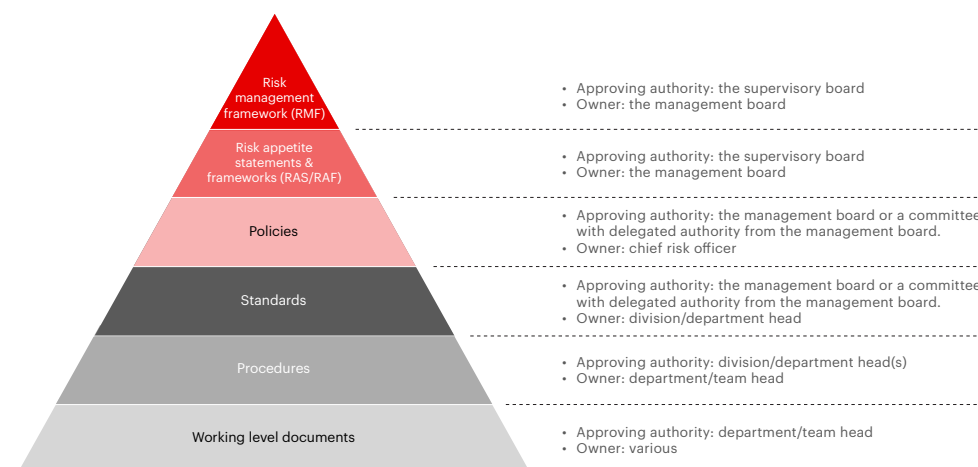 Risk
management
framework (RMF)
• Approving authority: the supervisory board
• Owner: the management board
Risk appetite
statements &
frameworks (RAS/RAF)
• Approving authority: the supervisory board
• Owner: the management board
Policies
• Approving authority: the management board or a committee
with delegated authority from the management board.
• Owner: chief risk officer
Standards
• Approving authority: the management board or a committee
with delegated authority from the management board.
• Owner: division/department head
Procedures
• Approving authority: division/department head(s)
• Owner: department/team head
Working level documents
• Approving authority: department/team head
• Owner: various